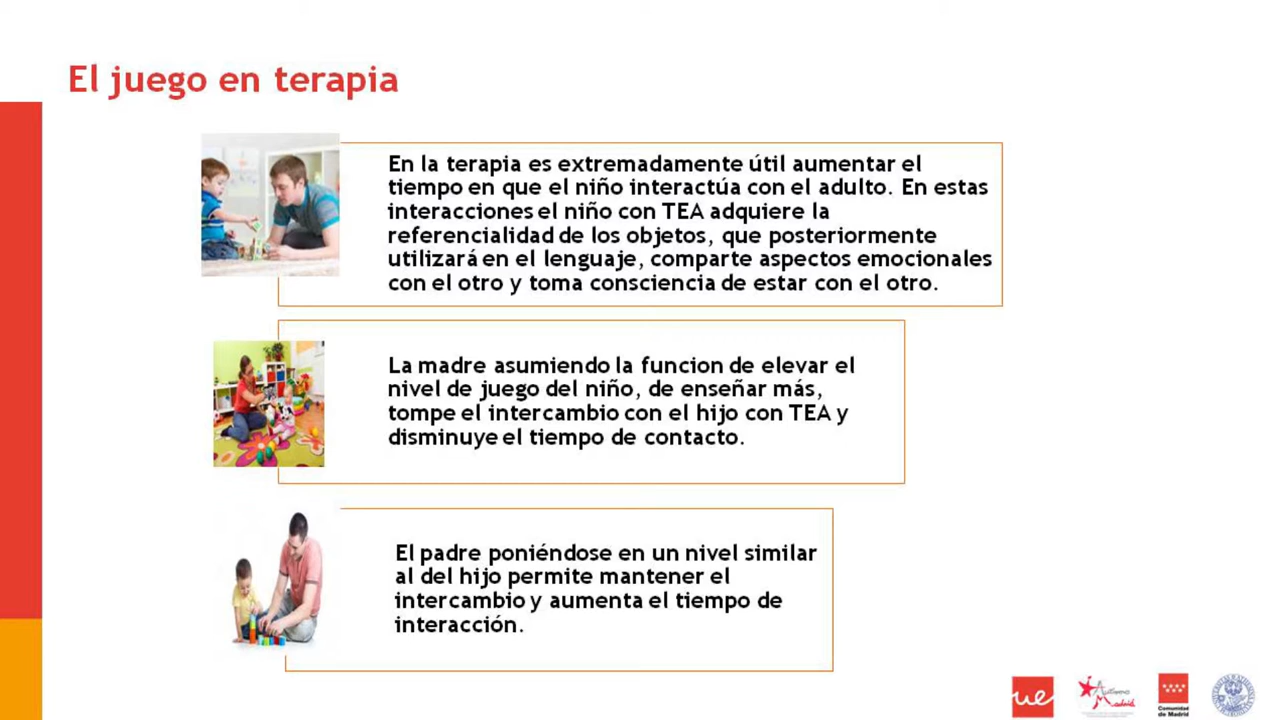 El juego en terapia
En la terapia es extremadamente útil aumentar el
tiempo en que el niño interactúa con el adulto. En estas
interacciones el niño con TEA adquiere la
referencialidad de los objetos, que posteriormente
utilizará en el lenguaje, comparte aspectos emocionales
con el otro y toma consciencia de estar con el otro.
La madre asumiendo la funcion de elevar el
nivel de juego del niño, de enseñar más,
tompe el intercambio con el hijo con TEA y
disminuye el tiempo de contacto.
El padre poniéndose en un nivel similar
al del hijo permite mantener el
intercambio y aumenta el tiempo de
interacción.
ue
Autismo
Madrid
Comunidad
de Madrid